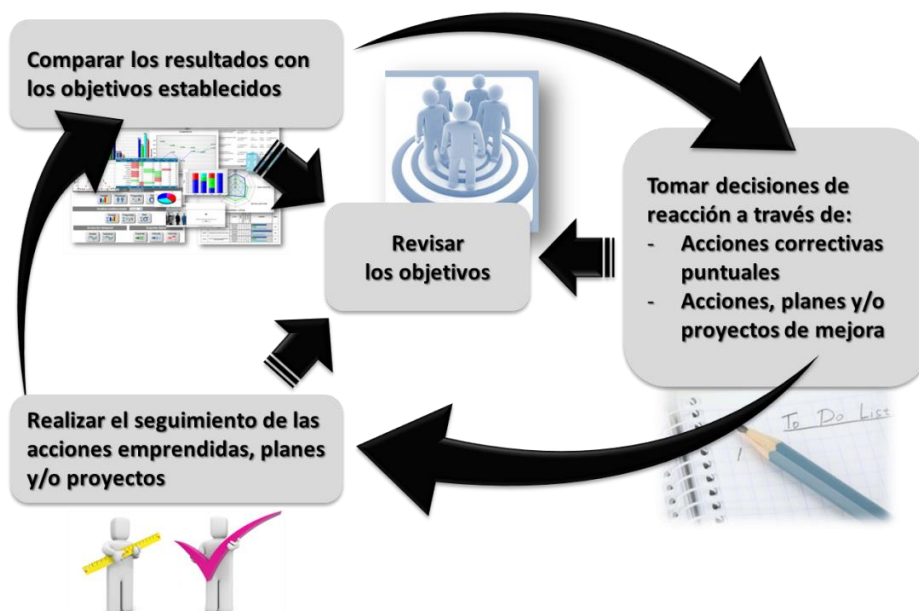 Comparar los resultados con
los objetivos establecidos
Revisar
los objetivos
Tomar decisiones de
reacción a través de:
- Acciones correctivas
puntuales
- Acciones, planes y/o
proyectos de mejora
To Do List
1
Realizar el seguimiento de las
acciones emprendidas, planes
y/o proyectos